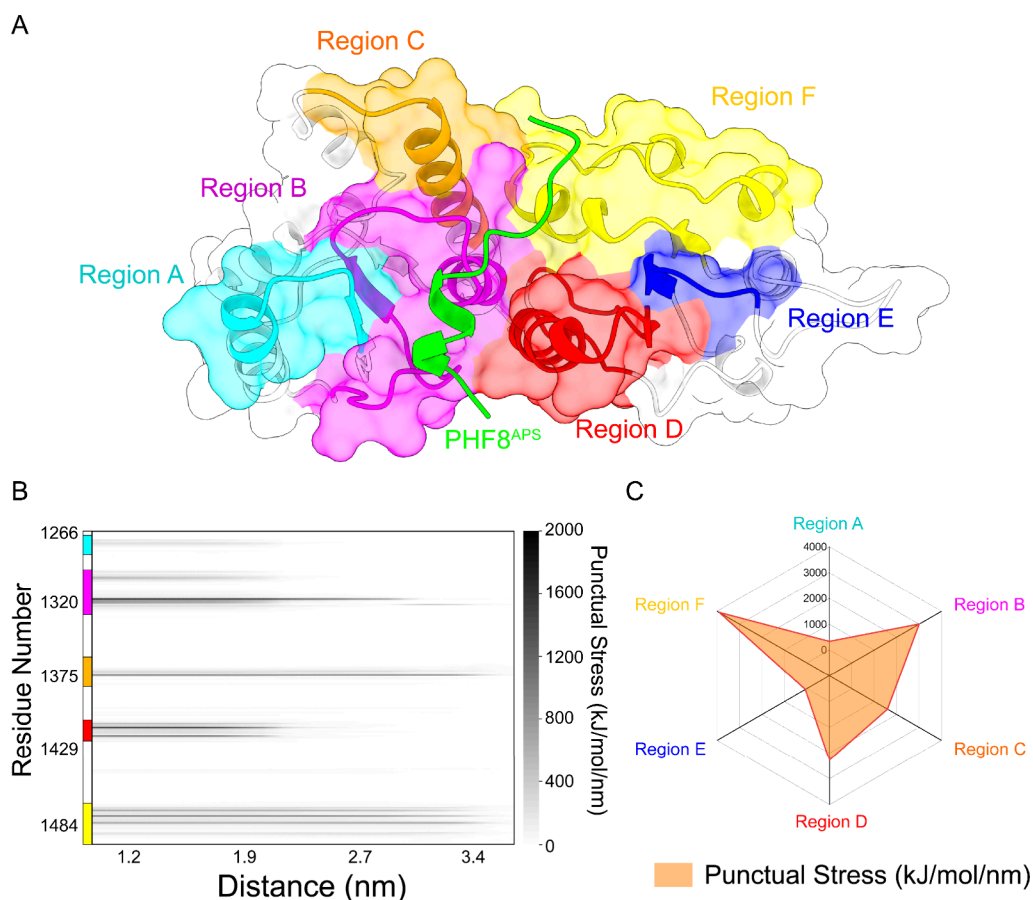 A
Region C
Region F
Region B
Region A
Region E
Region D
PHF8APS
B
C
1266
1320
1375
1429
1484
Residue Number
1.2
1.9
2.7
3.4
Distance (nm)
2000
1600
1200
800
400
0
Punctual Stress (kJ/mol/nm)
Region A
4000
3000
2000
1000
0
Region F
Region B
Region E
Region C
Region D
Punctual Stress (kJ/mol/nm)